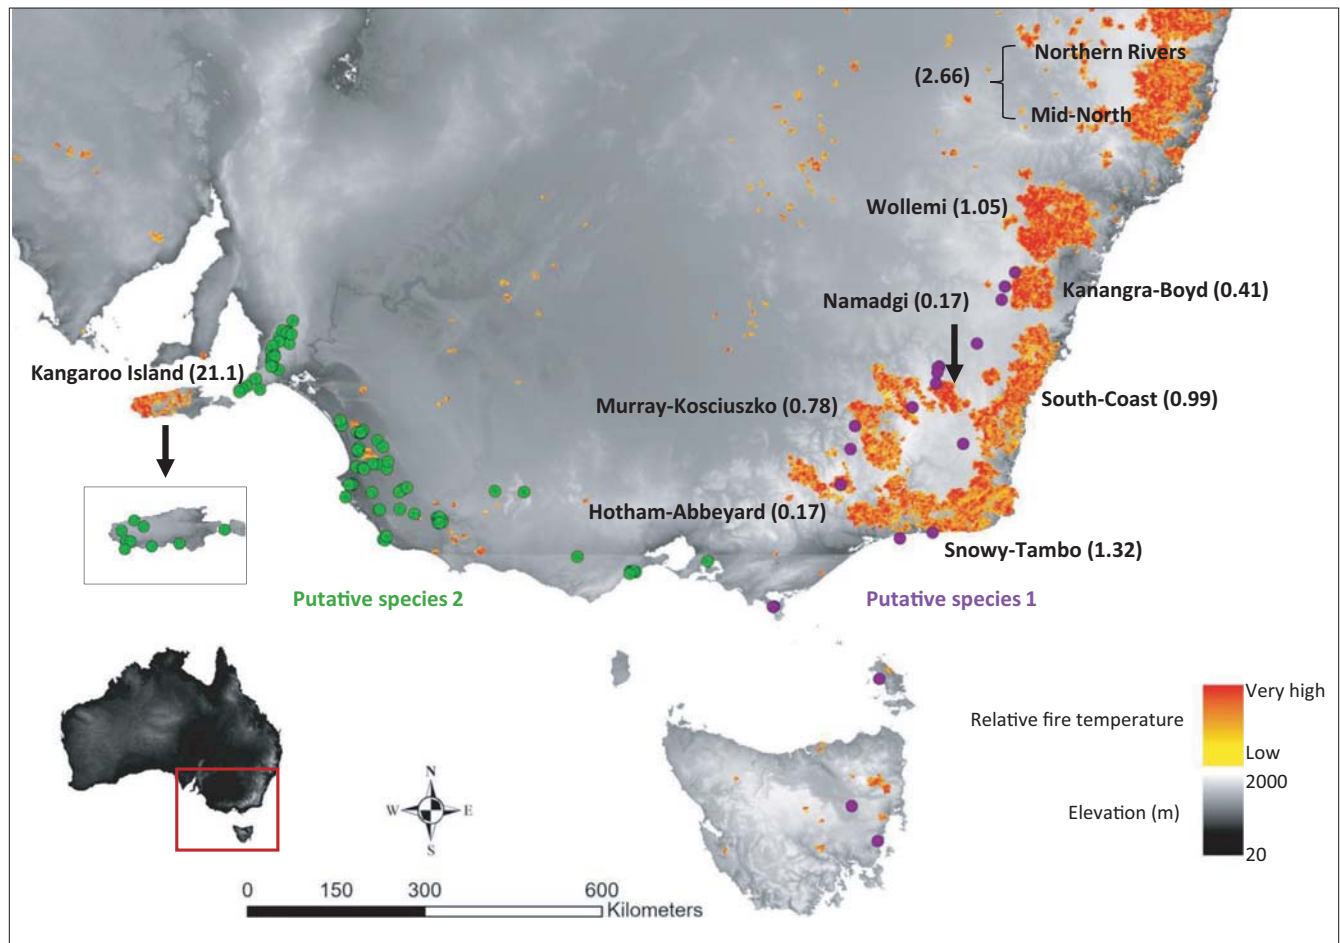 Northern Rivers
(2.66)
Mid-North
Wollemi (1.05)
Namadgi (0.17)
Kanangra-Boyd (0.41)
Kangaroo Island (21.1)
Murray-Kosciuszko (0.78)
South-Coast (0.99)
Hotham-Abbeyard (0.17)
Snowy-Tambo (1.32)
Putative species 2
Putative species 1
Very high
Relative fire temperature
Low
2000
Elevation (m)
20
N
W E
S
0 150 300 600
Kilometers